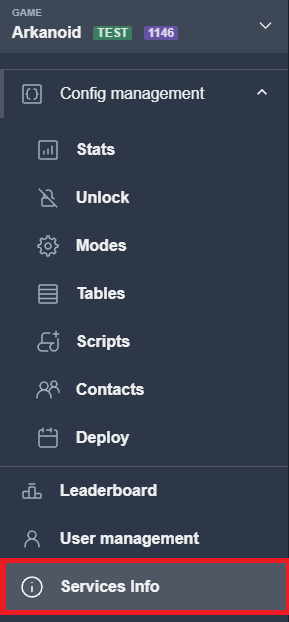 GAME
Arkanoid TEST 1146
Config management
Stats
Unlock
Modes
Tables
Scripts
Contacts
Deploy
Leaderboard
User management
Services Info